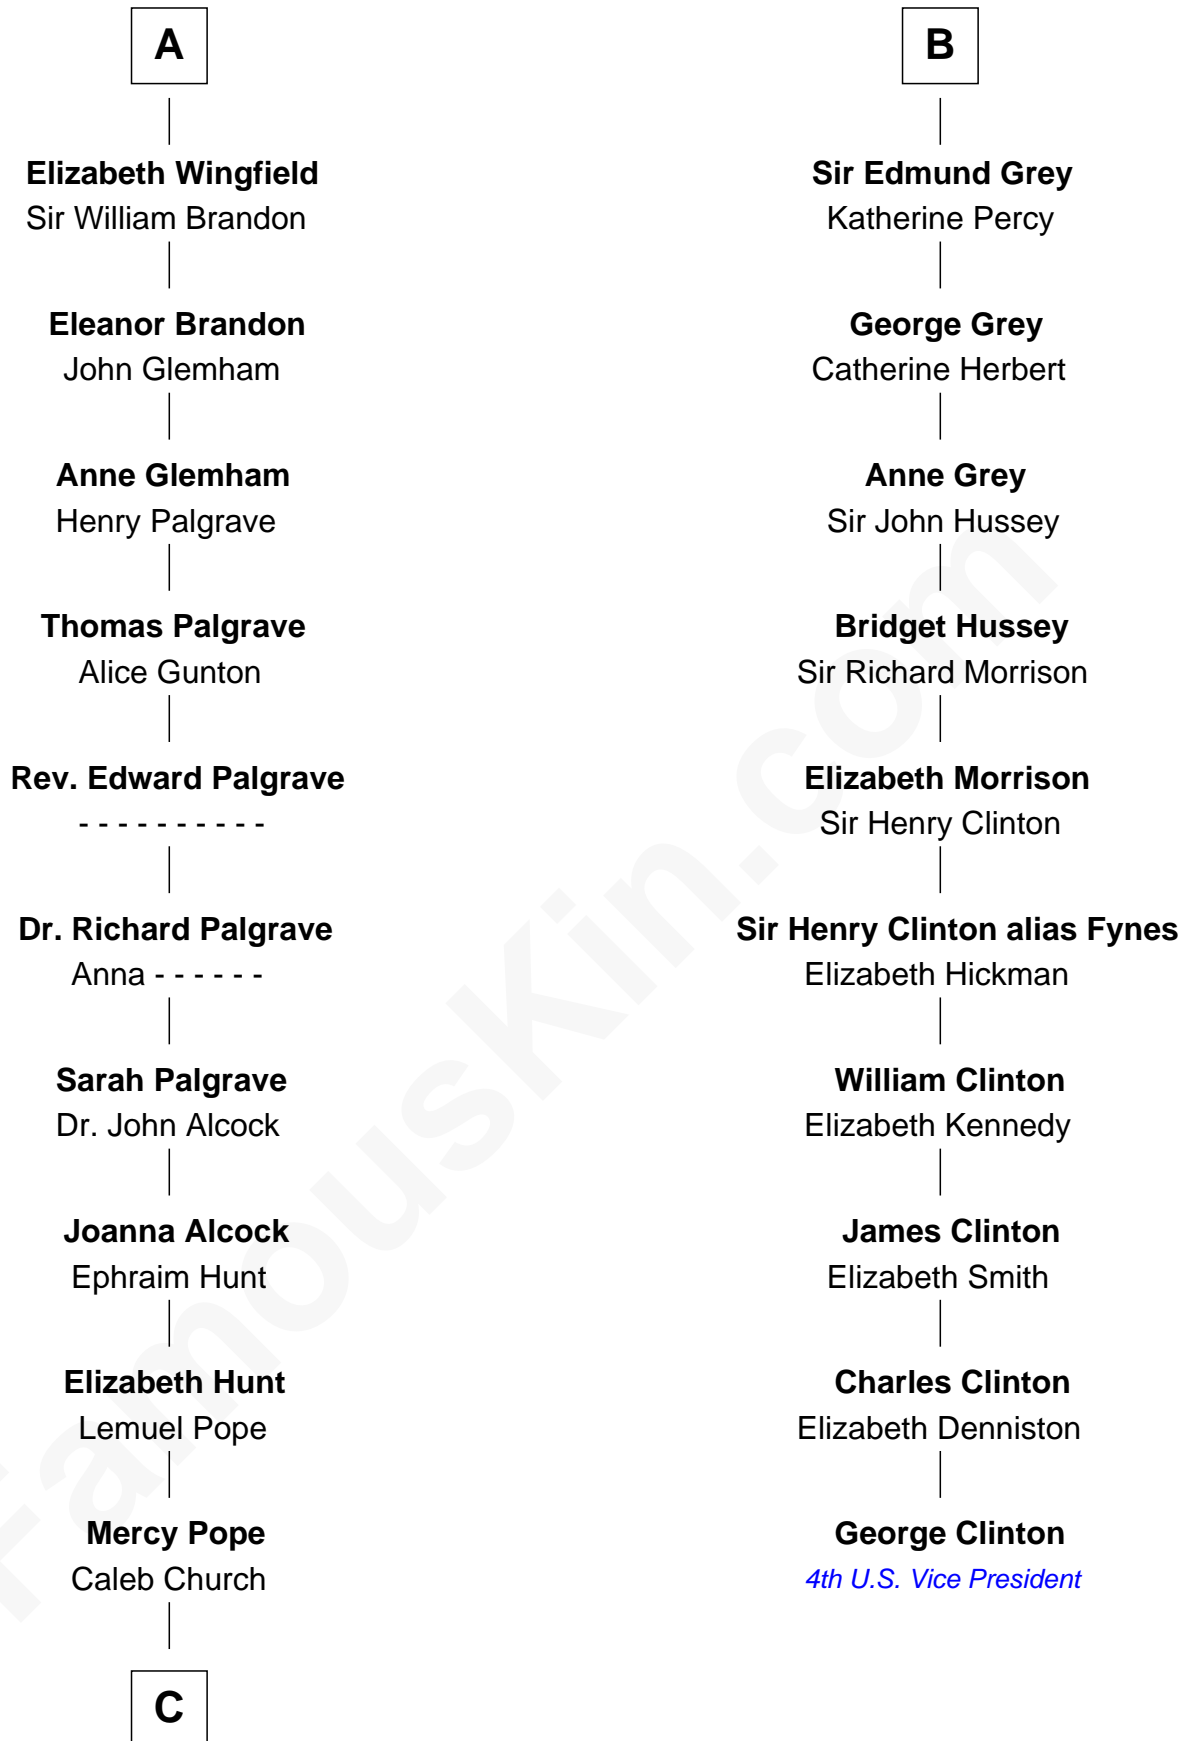 A
Elizabeth Wingfield
Sir William Brandon
Eleanor Brandon
John Glemham
Anne Glemham
Henry Palgrave
Thomas Palgrave
Alice Gunton
Rev. Edward Palgrave
- - - - - - - - - -
Dr. Richard Palgrave
Anna - - - - - -
Sarah Palgrave
Dr. John Alcock
Joanna Alcock
Ephraim Hunt
Elizabeth Hunt
Lemuel Pope
Mercy Pope
Caleb Church
C
B
Sir Edmund Grey
Katherine Percy
George Grey
Catherine Herbert
Anne Grey
Sir John Hussey
Bridget Hussey
Sir Richard Morrison
Elizabeth Morrison
Sir Henry Clinton
Sir Henry Clinton alias Fynes
Elizabeth Hickman
William Clinton
Elizabeth Kennedy
James Clinton
Elizabeth Smith
Charles Clinton
Elizabeth Denniston
George Clinton
4th U.S. Vice President
FamousKin.com